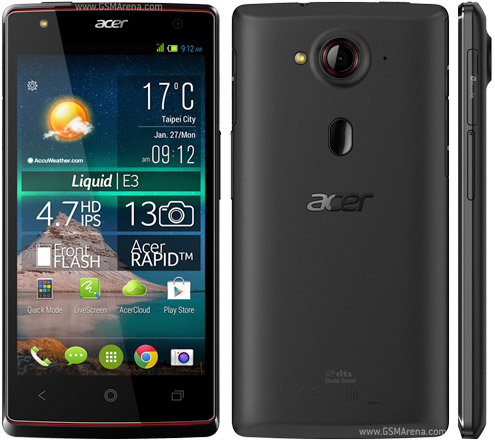 www.GSMArena.com
acer
9:12 AM
17°C
Taipei City
Jan. 27/Mon
am 09:12
AccuWeather.com
Liquid | E3
4.7 HD IPS
13
Front FLASH
Acer RAPID™
Quick Mode
LiveScreen
AcerCloud
Play Store
acer
dts
Studio Sound
www.GSMArena.com